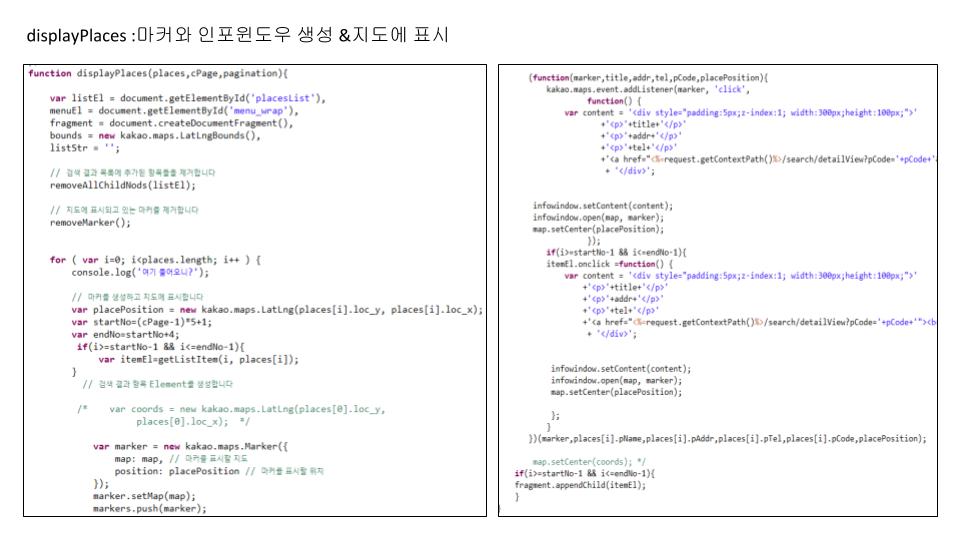 displayPlaces :마커와 인포윈도우 생성 &지도에 표시
function displayPlaces(places,cPage,pagination){
var listEl = document.getElementById('placesList'),
menuEl = document.getElementById('menu_wrap'),
fragment = document.createDocumentFragment(),
bounds = new kakao.maps.LatLngBounds(),
listStr = '';
// 검색 결과 목록에 추가된 항목들을 제거합니다
removeAllChildNods(listEl);
// 지도에 표시되고 있는 마커를 제거합니다
removeMarker();
for ( var i=0; i<places.length; i++ ) {
console.log('여기 들어오니?');
// 마커를 생성하고 지도에 표시합니다
var placePosition = new kakao.maps.LatLng(places[i].loc_y, places[i].loc_x);
var startNo=(cPage-1)*5+1;
var endNo=startNo+4;
if(i>=startNo-1 && i<=endNo-1){
var itemEl=getListItem(i, places[i]);
}
// 검색 결과 항목 Element를 생성합니다
/* var coords = new kakao.maps.LatLng(places[0].loc_y,
places[0].loc_x); */
var marker = new kakao.maps.Marker({
map: map, // 마커를 표시할 지도
position: placePosition // 마커를 표시할 위치
});
marker.setMap(map);
markers.push(marker);
(function(marker,title,addr,tel,pCode,placePosition){
kakao.maps.event.addListener(marker, 'click',
function() {
var content = '<div style="padding:5px;z-index:1; width:300px;height:100px;">'
+'<p>'+title+'</p>'
+'<p>'+addr+'</p>'
+'<p>'+tel+'</p>'
+'<a href="<%=request.getContextPath()%>/search/detailView?pCode='+pCode+'
+ '</div>';
infowindow.setContent(content);
infowindow.open(map, marker);
map.setCenter(placePosition);
});
if(i>=startNo-1 && i<=endNo-1){
itemEl.onclick =function() {
var content = '<div style="padding:5px;z-index:1; width:300px;height:100px;">'
+'<p>'+title+'</p>'
+'<p>'+addr+'</p>'
+'<p>'+tel+'</p>'
+'<a href="<%=request.getContextPath()%>/search/detailView?pCode='+pCode+'"><b
+ '</div>';
infowindow.setContent(content);
infowindow.open(map, marker);
map.setCenter(placePosition);
};
}
})(marker,places[i].pName,places[i].pAddr,places[i].pTel,places[i].pCode,placePosition);
map.setCenter(coords); */
if(i>=startNo-1 && i<=endNo-1){
fragment.appendChild(itemEl);
}